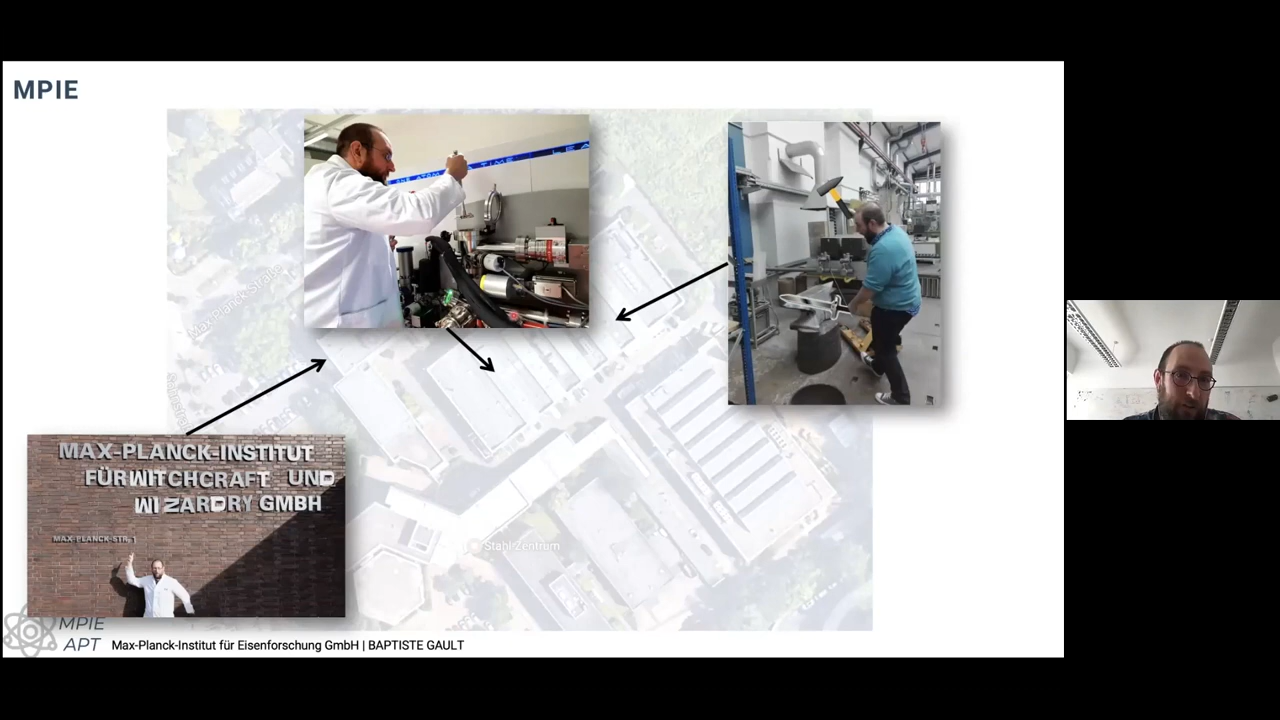 MPIE
MAX-PLANCK-INSTITUT
FÜR WITCHCRAFT UND
WIZARDRY GMBH
MAX-PLANCK-STR. 1
Max-Planck-Straße
Stahl-Zentrum
MPIE
APT
Max-Planck-Institut für Eisenforschung GmbH | BAPTISTE GAULT